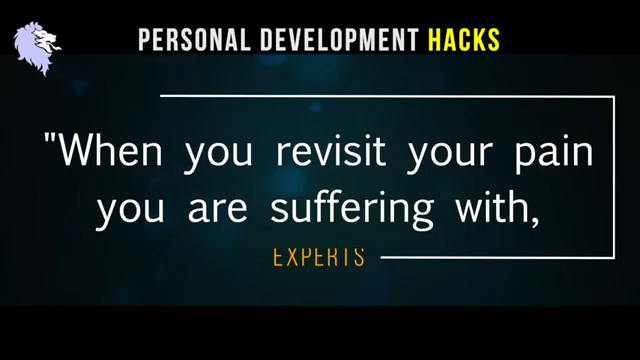 PERSONAL DEVELOPMENT HACKS
"When you revisit your pain
you are suffering with,
EXPERTS